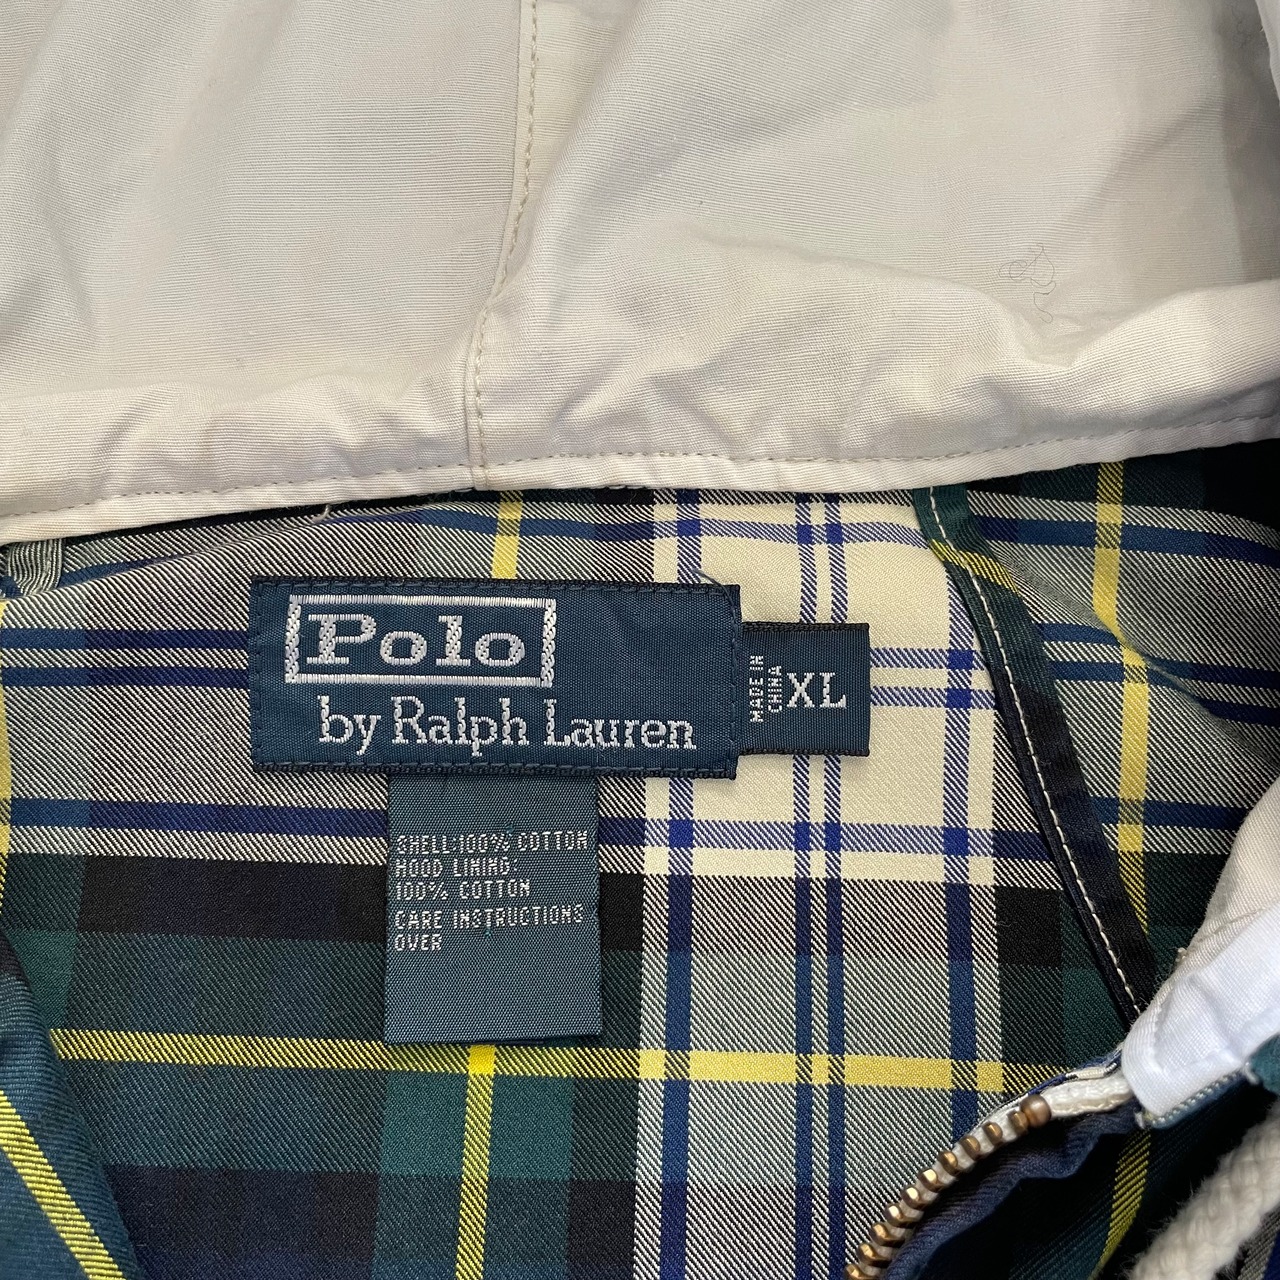 Polo
by Ralph Lauren
MADE IN
CHINA
XL
SHELL:100% COTTON
HOOD LINING:
100% COTTON
CARE INSTRUCTIONS
OVER